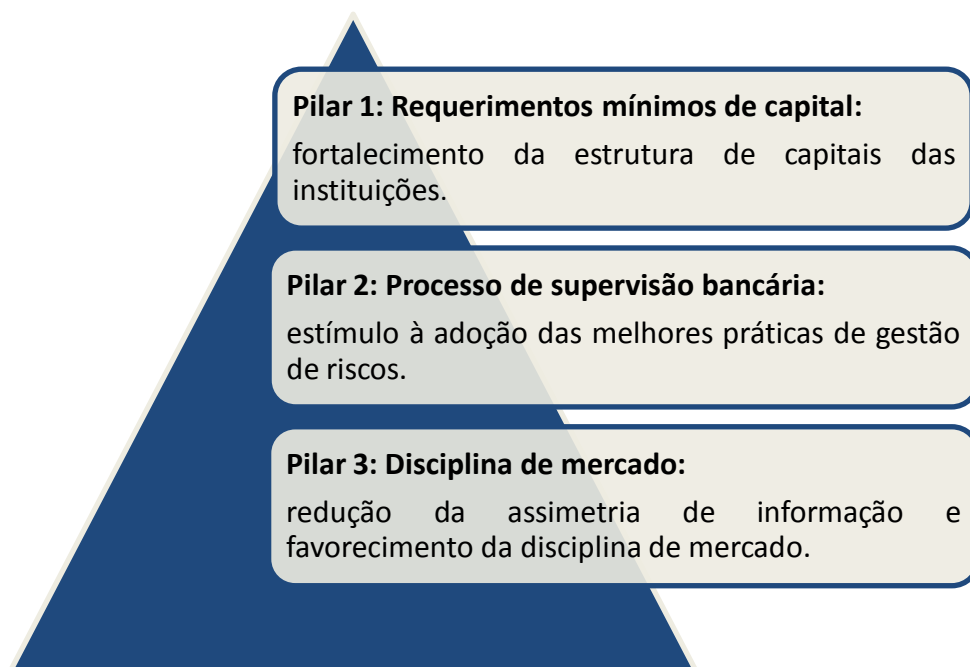 Pilar 1: Requerimentos mínimos de capital:
fortalecimento da estrutura de capitais das
instituições.
Pilar 2: Processo de supervisão bancária:
estímulo à adoção das melhores práticas de gestão
de riscos.
Pilar 3: Disciplina de mercado:
redução da assimetria de informação e
favorecimento da disciplina de mercado.